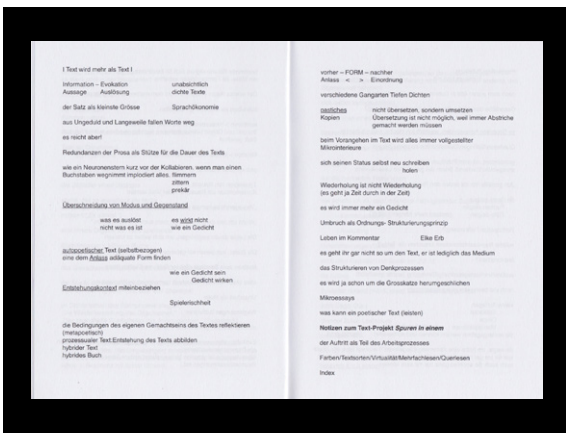 ! Text wird mehr als Text !
Information – Evokation unabsichtlich
Aussage Auslösung dichte Texte
der Satz als kleinste Grösse Sprachökonomie
aus Ungeduld und Langeweile fallen Worte weg
es reicht aber!
Redundanzen der Prosa als Stütze für die Dauer des Texts
wie ein Neuronenstern kurz vor der Kollabieren, wenn man einen
Buchstaben wegnimmt implodiert alles. flimmern
zittern
prekär
Überschneidung von Modus und Gegenstand
was es auslöst es wird nicht
nicht was es ist wie ein Gedicht
autopoetischer Text (selbstbezogen)
eine dem Anlass adäquate Form finden
wie ein Gedicht sein
Gedicht wirken
Entstehungskontext miteinbeziehen
Spielerischheit
die Bedingungen des eigenen Gemachtseins des Textes reflektieren
(metapoetisch)
prozessualer Text:Entstehung des Texts abbilden
hybrider Text
hybrides Buch
vorher – FORM – nachher
Anlass < > Einordnung
verschiedene Gangarten Tiefen Dichten
nicht übersetzen, sondern umsetzen
Kopien Übersetzung ist nicht möglich, weil immer Abstriche
gemacht werden müssen
beim Vorangehen im Text wird alles immer vollgestellter
Mikrointerieure
sich seinen Status selbst neu schreiben
holen
Wiederholung ist nicht Wiederholung
(es geht ja Zeit durch in der Zeit)
es wird immer mehr ein Gedicht
Umbruch als Ordnungs- Strukturierungsprinzip
Leben im Kommentar Elke Erb
es geht ihr gar nicht so um den Text, er ist lediglich das Medium
das Strukturieren von Denkprozessen
es wird ja schon um die Grosskatze herumgeschlichen
Mikroessays
was kann ein poetischer Text (leisten)
Notizen zum Text-Projekt Spuren in einem
der Auftritt als Teil des Arbeitsprozesses
Farben/Textsorten/Virtualität/Mehrfachlesen/Querlesen
Index